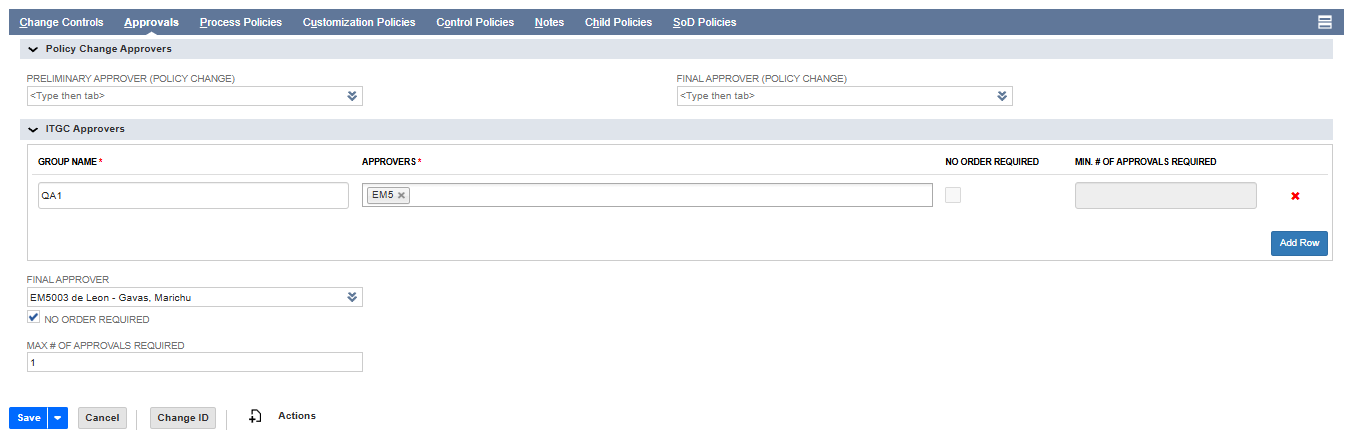 Change Controls Approvals Process Policies Customization Policies Control Policies Notes Child Policies SoD Policies
Policy Change Approvers
PRELIMINARY APPROVER (POLICY CHANGE) FINAL APPROVER (POLICY CHANGE)
<Type then tab> <Type then tab>
ITGC Approvers
GROUP NAME * APPROVERS * NO ORDER REQUIRED MIN. # OF APPROVALS REQUIRED
QA1 EM5
Add Row
FINAL APPROVER
EM5003 de Leon - Gavas, Marichu
NO ORDER REQUIRED
MAX # OF APPROVALS REQUIRED
1
Save Cancel Change ID Actions